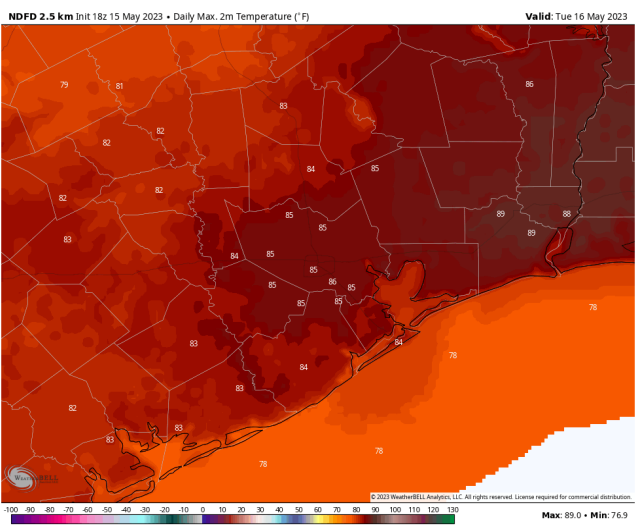 NDFD 2.5 km Init 18z 15 May 2023 • Daily Max. 2m Temperature (°F) Valid: Tue 16 May 2023
86
79 81
83
82
82
84 85
82 82
85 89 88
83 85 89
84 85
85
85 86 85
85 85
78
83 84
78
84
83
82
83 83
78
78
WEATHERBELL
© 2023 WeatherBELL Analytics, LLC. All rights reserved. License required for commercial distribution.
-100 -90 -80 -70 -60 -50 -40 -30 -20 -10 0 10 20 30 40 50 60 70 80 90 100 110 120 130
Max: 89.0 • Min: 76.9